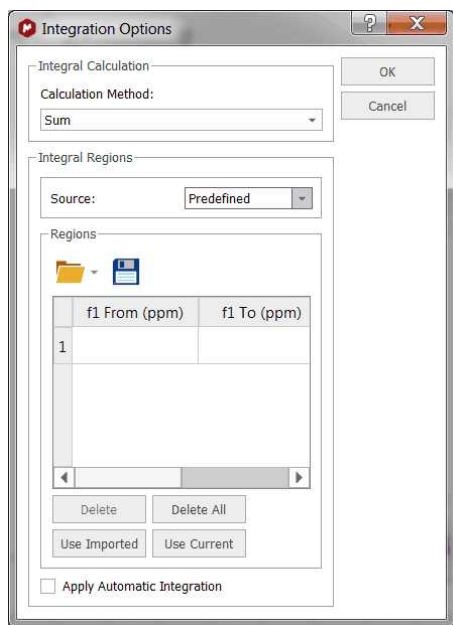 Integration Options
Integral Calculation
OK
Calculation Method:
Cancel
Sum
Integral Regions
Source: Predefined
Regions
f1 From (ppm) f1 To (ppm)
1
Delete Delete All
Use Imported Use Current
Apply Automatic Integration